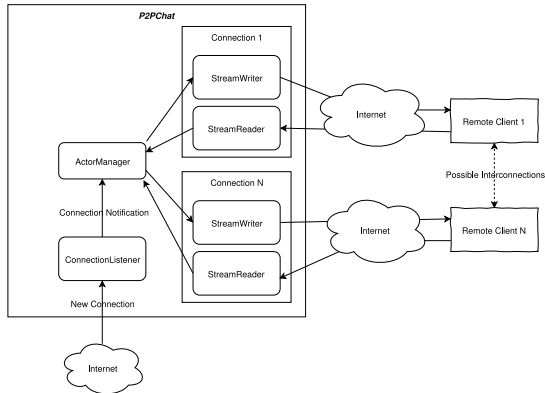 P2PChat
Connection 1
StreamWriter
StreamReader
Internet
Remote Client 1
ActorManager
Possible Interconnections
Connection N
StreamWriter
StreamReader
Internet
Remote Client N
Connection Notification
ConnectionListener
New Connection
Internet